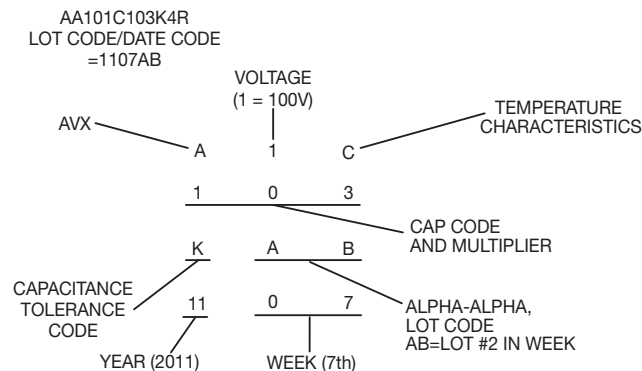 AA101C103K4R
LOT CODE/DATE CODE
=1107AB
VOLTAGE
(1 = 100V)
AVX
TEMPERATURE
CHARACTERISTICS
A 1 C
1 0 3
CAP CODE
AND MULTIPLIER
K A B
CAPACITANCE
TOLERANCE
CODE
ALPHA-ALPHA,
LOT CODE
AB=LOT #2 IN WEEK
11 0 7
YEAR (2011)
WEEK (7th)